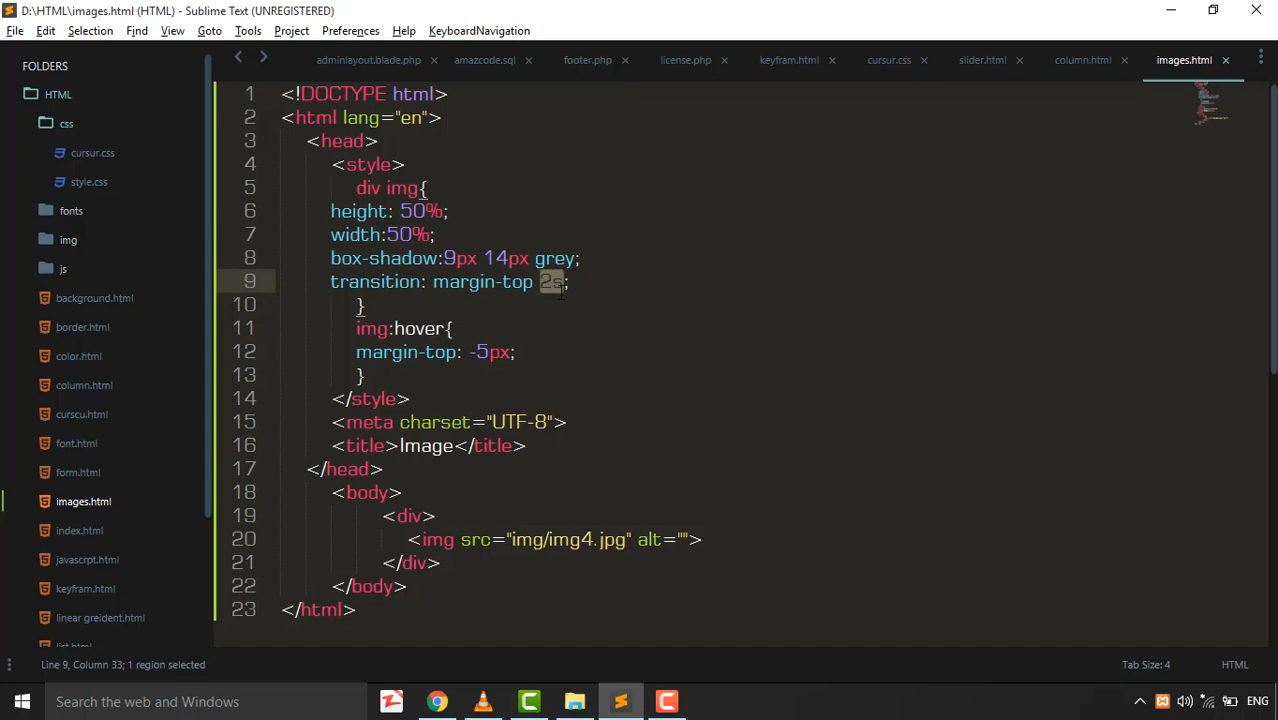 D:\HTML\images.html (HTML) - Sublime Text (UNREGISTERED)
File Edit Selection Find View Goto Tools Project Preferences Help KeyboardNavigation
FOLDERS
HTML
css
cursur.css
style.css
fonts
img
js
background.html
border.html
color.html
column.html
curscu.html
font.html
form.html
images.html
index.html
javascrpt.html
keyfram.html
linear greident.html
list.html
adminlayout.blade.php amazcode.sql footer.php license.php keyfram.html cursur.css slider.html column.html images.html
1 <!DOCTYPE html>
2 <html lang="en">
3 <head>
4 <style>
5 div img{
6 height: 50%;
7 width:50%;
8 box-shadow:9px 14px grey;
9 transition: margin-top 2s;
10 }
11 img:hover{
12 margin-top: -5px;
13 }
14 </style>
15 <meta charset="UTF-8">
16 <title>Image</title>
17 </head>
18 <body>
19 <div>
20 <img src="img/img4.jpg" alt="">
21 </div>
22 </body>
23 </html>
Line 9, Column 33; 1 region selected
Tab Size: 4
HTML
Search the web and Windows
ENG